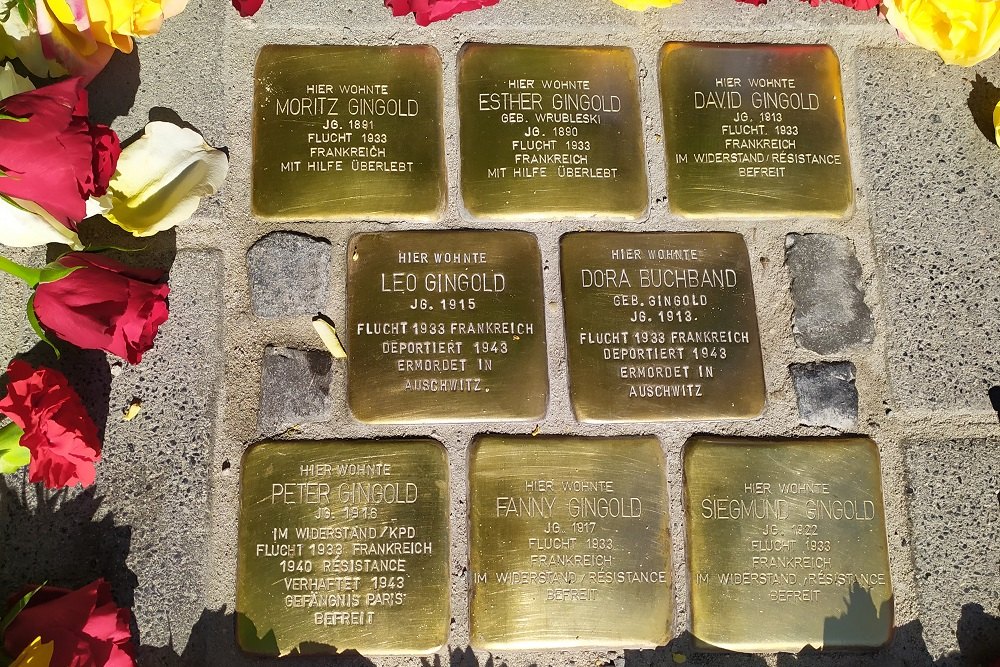 HIER WOHNTE
MORITZ GINGOLD
JG. 1891
FLUCHT 1933
FRANKREICH
MIT HILFE ÜBERLEBT
HIER WOHNTE
ESTHER GINGOLD
GEB. WRUBLESKI
JG. 1890
FLUCHT 1933
FRANKREICH
MIT HILFE ÜBERLEBT
HIER WOHNTE
DAVID GINGOLD
JG. 1913
FLUCHT. 1933
FRANKREICH
IM WIDERSTAND/RÉSISTANCE
BEFREIT
HIER WOHNTE
LEO GINGOLD
JG. 1915
FLUCHT 1933 FRANKREICH
DEPORTIERT 1943
ERMORDET IN
AUSCHWITZ.
HIER WOHNTE
DORA BUCHBAND
GEB. GINGOLD
JG. 1913.
FLUCHT 1933 FRANKREICH
DEPORTIERT 1943
ERMORDET IN
AUSCHWITZ
HIER WOHNTE
PETER GINGOLD
JG. 1916
IM WIDERSTAND/KPD
FLUCHT 1933 FRANKREICH
1940 RÉSISTANCE
VERHAFTET 1943
GEFÄNGNIS PARIS
BEFREIT
HIER WOHNTE
FANNY GINGOLD
JG. 1917
FLUCHT 1933
FRANKREICH
IM WIDERSTAND/RÉSISTANCE
BEFREIT
HIER WOHNTE
SIEGMUND GINGOLD
JG. 1922
FLUCHT 1933
FRANKREICH
IM WIDERSTAND/RÉSISTANCE
BEFREIT